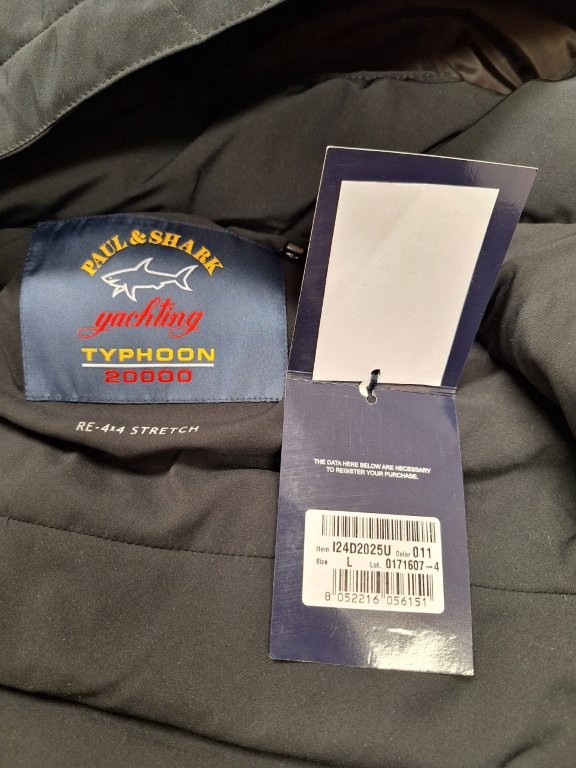 PAUL & SHARK
yachting
TYPHOON
20000
RE-4x4 STRETCH
THE DATA HERE BELOW ARE NECESSARY
TO REGISTER YOUR PURCHASE.
Item I24D2025U Color 011
Size L Lot. 0171607-4
8 052216 056151